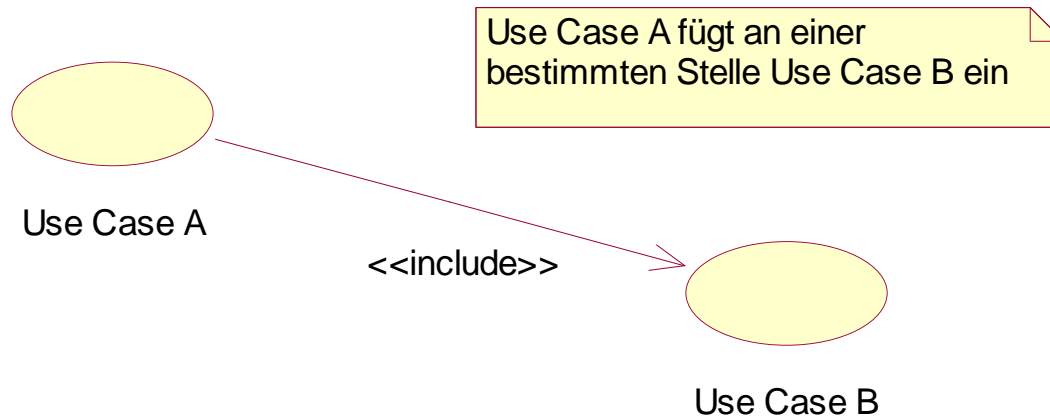 Use Case A fügt an einer
bestimmten Stelle Use Case B ein
Use Case A
<<include>>
Use Case B